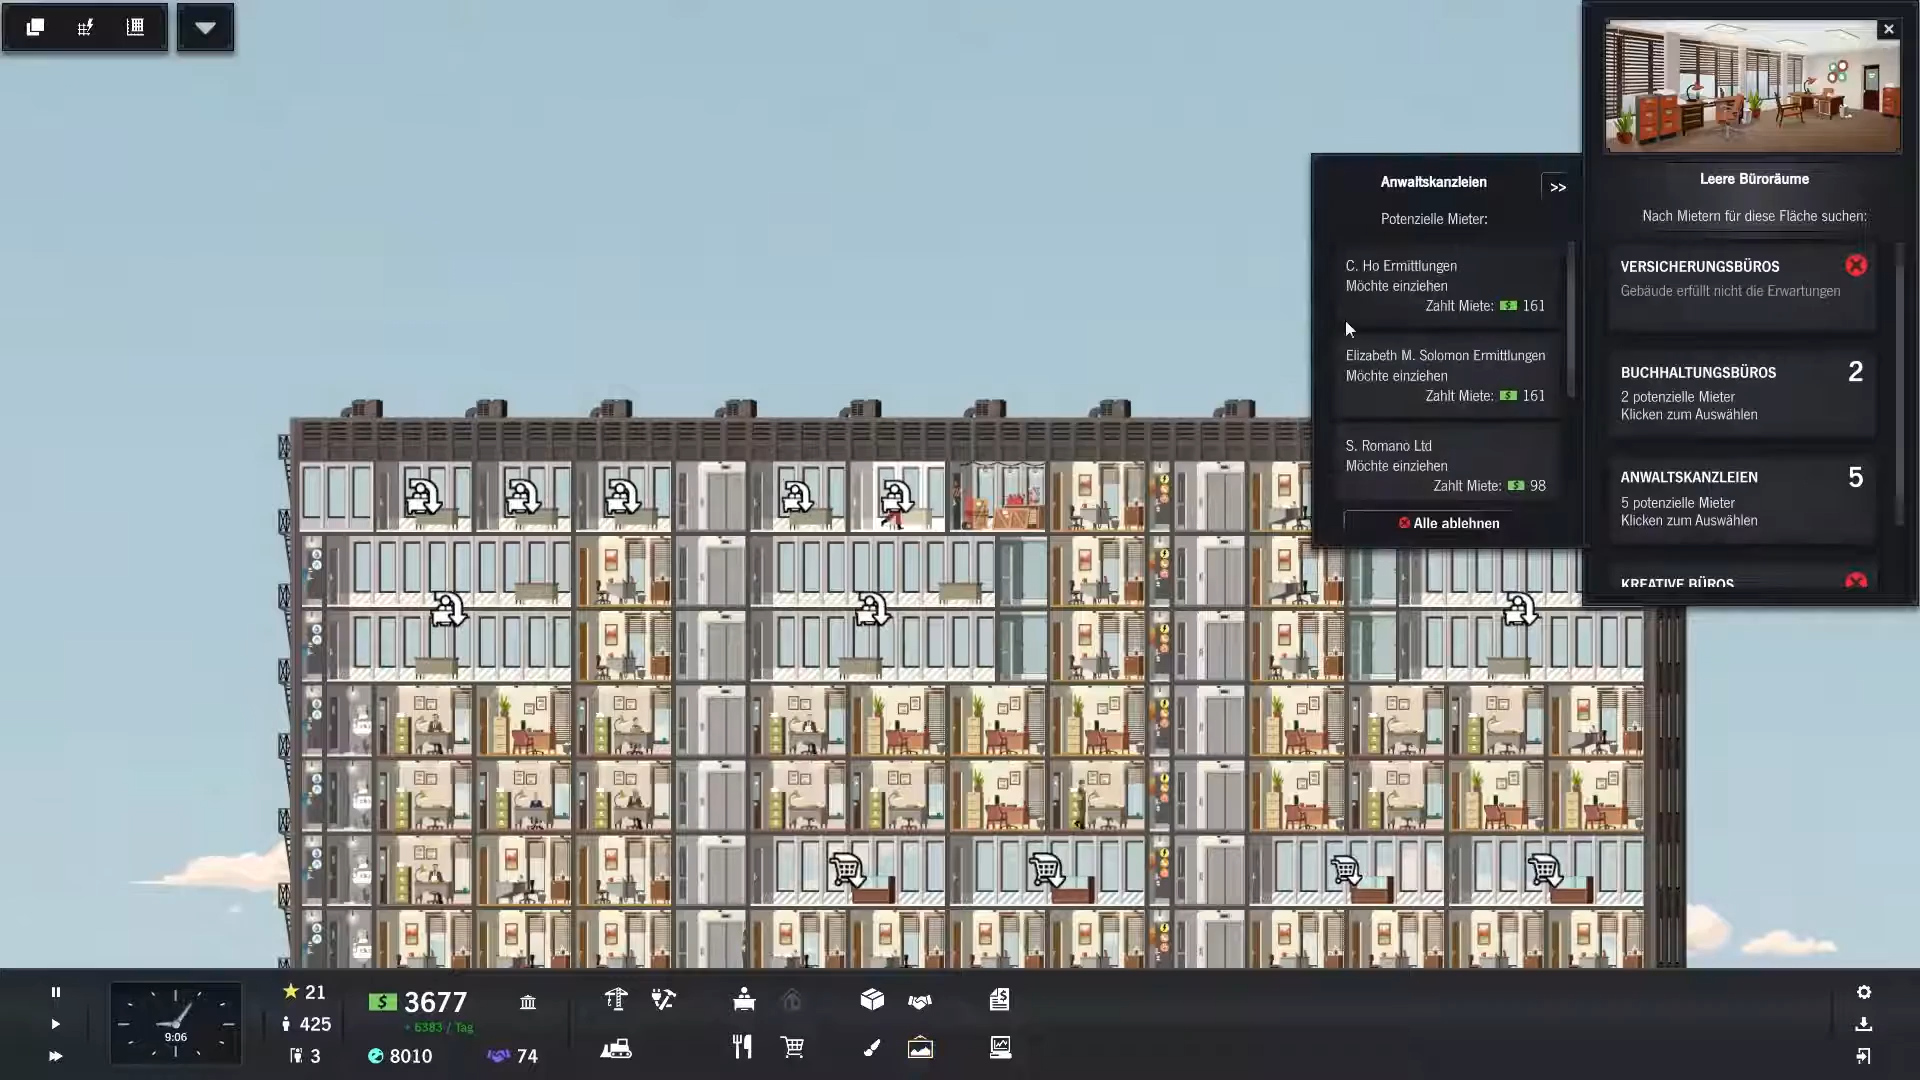 Leere Büroräume
Nach Mietern für diese Fläche suchen:
VERSICHERUNGSBÜROS
Gebäude erfüllt nicht die Erwartungen
BUCHHALTUNGSBÜROS 2
2 potenzielle Mieter
Klicken zum Auswählen
ANWALTSKANZLEIEN 5
5 potenzielle Mieter
Klicken zum Auswählen
KREATIVE BÜROS
Anwaltskanzleien >>
Potenzielle Mieter:
C. Ho Ermittlungen
Möchte einziehen
Zahlt Miete: $ 161
Elizabeth M. Solomon Ermittlungen
Möchte einziehen
Zahlt Miete: $ 161
S. Romano Ltd
Möchte einziehen
Zahlt Miete: $ 98
Alle ablehnen
9:06
21
425
3
$ 3677
+ 6383 / Tag
8010
74